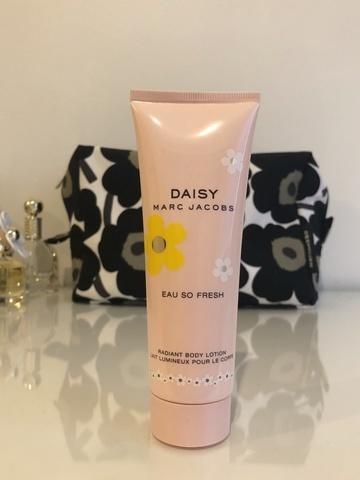 DAISY
MARC JACOBS
EAU SO FRESH
RADIANT BODY LOTION
LAIT LUMINEUX POUR LE CORPS